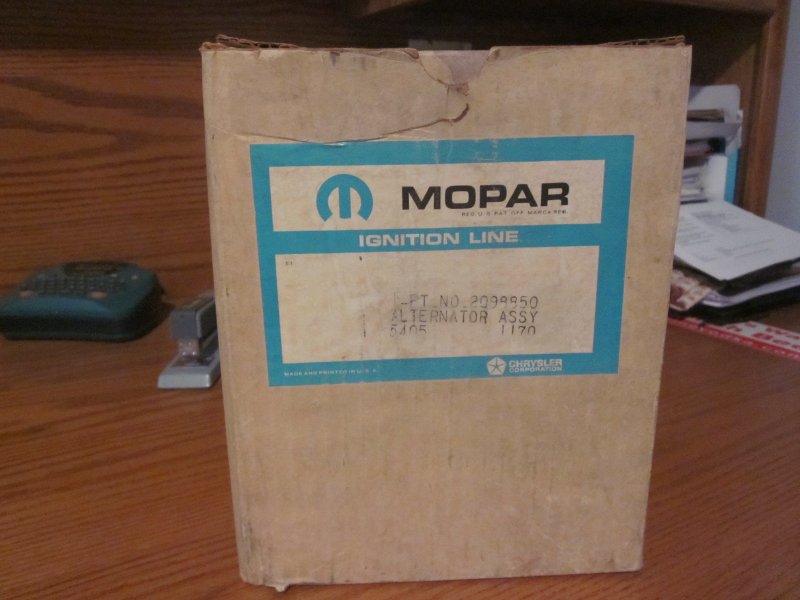 MOPAR
REG. U.S. PAT. OFF. MARCA REG.
IGNITION LINE
1-PT.NO.2098850
ALTERNATOR ASSY
5405 1170
MADE AND PRINTED IN U.S.A.
CHRYSLER
CORPORATION